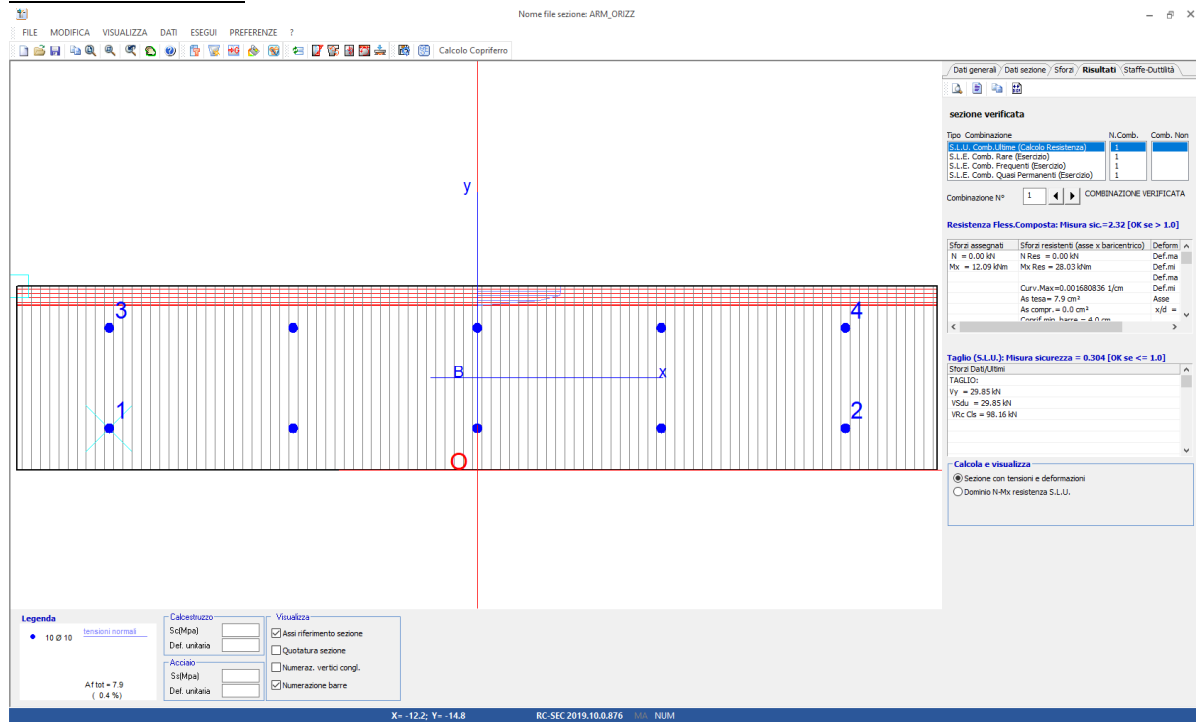 Nome file sezione: ARM_ORIZZ
FILE MODIFICA VISUALIZZA DATI ESEGUI PREFERENZE ?
Calcolo Copriferro
Dati generali Dati sezione Sforzi Risultati Staffe-Duttilità
sezione verificata
Tipo Combinazione N.Comb. Comb. Non
S.L.U. Comb.Ultime (Calcolo Resistenza) 1
S.L.E. Comb. Rare (Esercizio) 1
S.L.E. Comb. Frequenti (Esercizio) 1
S.L.E. Comb. Quasi Permanenti (Esercizio) 1
Combinazione N° 1 COMBINAZIONE VERIFICATA
Resistenza Fless.Composta: Misura sic.=2.32 [OK se > 1.0]
Sforzi assegnati Sforzi resistenti (asse x baricentrico) Deform
N = 0.00 kN N Res = 0.00 kN Def.ma
Mx = 12.09 kNm Mx Res = 28.03 kNm Def.mi
Def.ma
Curv.Max=0.001680836 1/cm Def.mi
As tesa= 7.9 cm² Asse
As compr.= 0.0 cm² x/d =
Coprif.min. barre = 4.0 cm
Taglio (S.L.U.): Misura sicurezza = 0.304 [OK se <= 1.0]
Sforzi Dati/Ultimi
TAGLIO:
Vy = 29.85 kN
VSdu = 29.85 kN
VRc Cls = 98.16 kN
Calcola e visualizza
Sezione con tensioni e deformazioni
Dominio N-Mx resistenza S.L.U.
y
3 4
B x
1 2
O
Legenda
10 Ø 10 tensioni normali
Af tot = 7.9
( 0.4 %)
Calcestruzzo
Sc(Mpa)
Def. unitaria
Acciaio
Ss(Mpa)
Def. unitaria
Visualizza
Assi riferimento sezione
Quotatura sezione
Numeraz. vertici congl.
Numerazione barre
X= -12.2; Y= -14.8 RC-SEC 2019.10.0.876 MA NUM